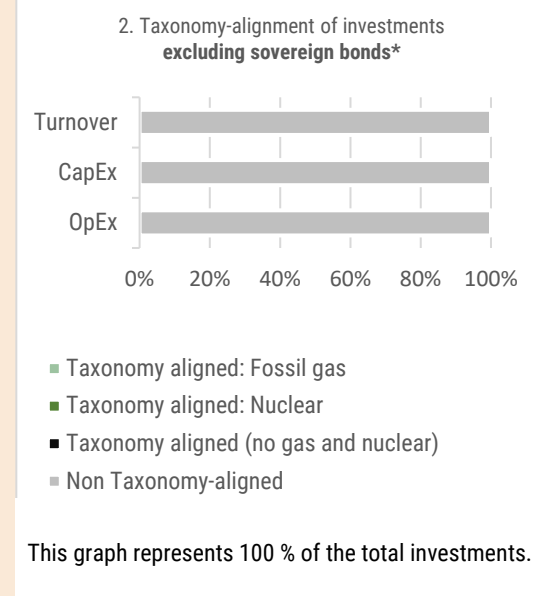 2. Taxonomy-alignment of investments
excluding sovereign bonds*
Turnover
CapEx
OpEx
0% 20% 40% 60% 80% 100%
Taxonomy aligned: Fossil gas
Taxonomy aligned: Nuclear
Taxonomy aligned (no gas and nuclear)
Non Taxonomy-aligned
This graph represents 100 % of the total investments.